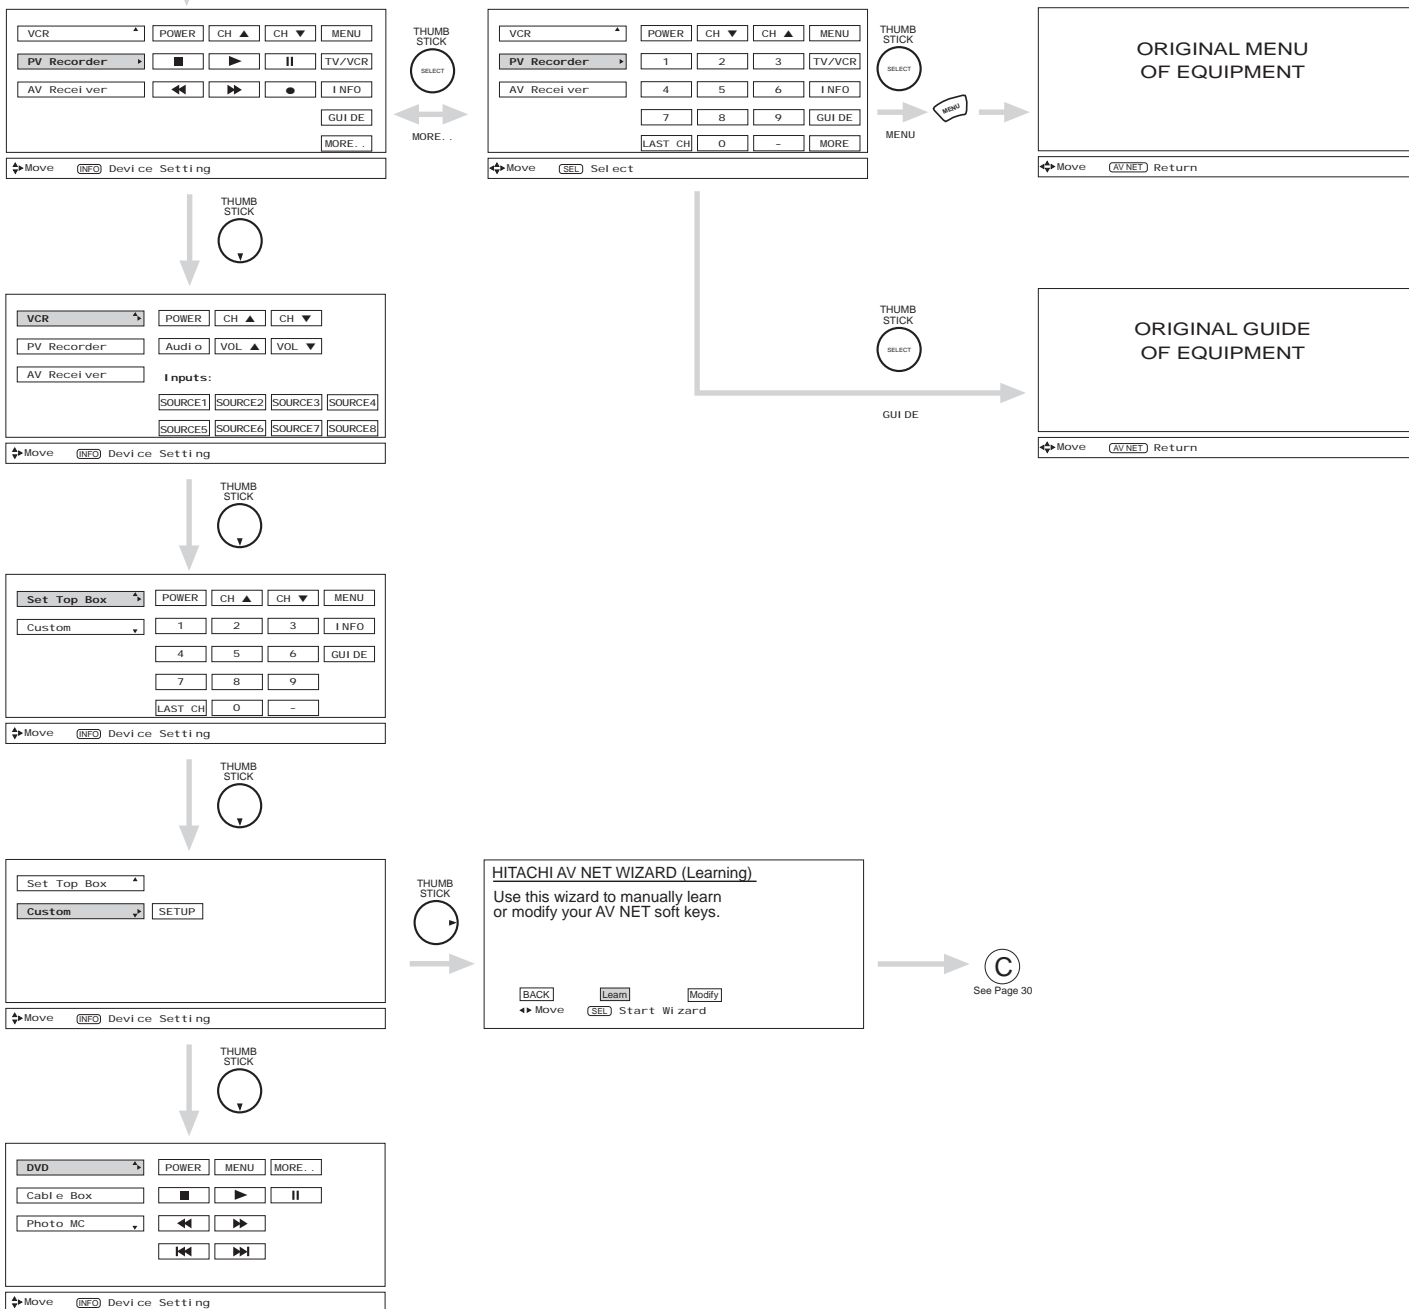 VCR POWER CH ▲ CH ▼ MENU
PV Recorder ■ ▶ II TV/VCR
AV Receiver ◀◀ ▶▶ ● INFO
GUIDE
MORE..
Move INFO Device Setting
THUMB
STICK
SELECT
MORE..
VCR POWER CH ▼ CH ▲ MENU
PV Recorder 1 2 3 TV/VCR
AV Receiver 4 5 6 INFO
7 8 9 GUIDE
LAST CH 0 - MORE
Move SEL Select
THUMB
STICK
SELECT
MENU
MENU
ORIGINAL MENU
OF EQUIPMENT
Move AV NET Return
THUMB
STICK
VCR POWER CH ▲ CH ▼
PV Recorder Audio VOL ▲ VOL ▼
AV Receiver Inputs:
SOURCE1 SOURCE2 SOURCE3 SOURCE4
SOURCE5 SOURCE6 SOURCE7 SOURCE8
Move INFO Device Setting
THUMB
STICK
SELECT
GUIDE
ORIGINAL GUIDE
OF EQUIPMENT
Move AV NET Return
THUMB
STICK
Set Top Box POWER CH ▲ CH ▼ MENU
Custom 1 2 3 INFO
4 5 6 GUIDE
7 8 9
LAST CH 0 -
Move INFO Device Setting
THUMB
STICK
Set Top Box
Custom SETUP
Move INFO Device Setting
THUMB
STICK
HITACHI AV NET WIZARD (Learning)
Use this wizard to manually learn
or modify your AV NET soft keys.
BACK Learn Modify
Move SEL Start Wizard
C
See Page 30
THUMB
STICK
DVD POWER MENU MORE..
Cable Box ■ ▶ II
Photo MC ◀◀ ▶▶
|◀◀ ▶▶|
Move INFO Device Setting